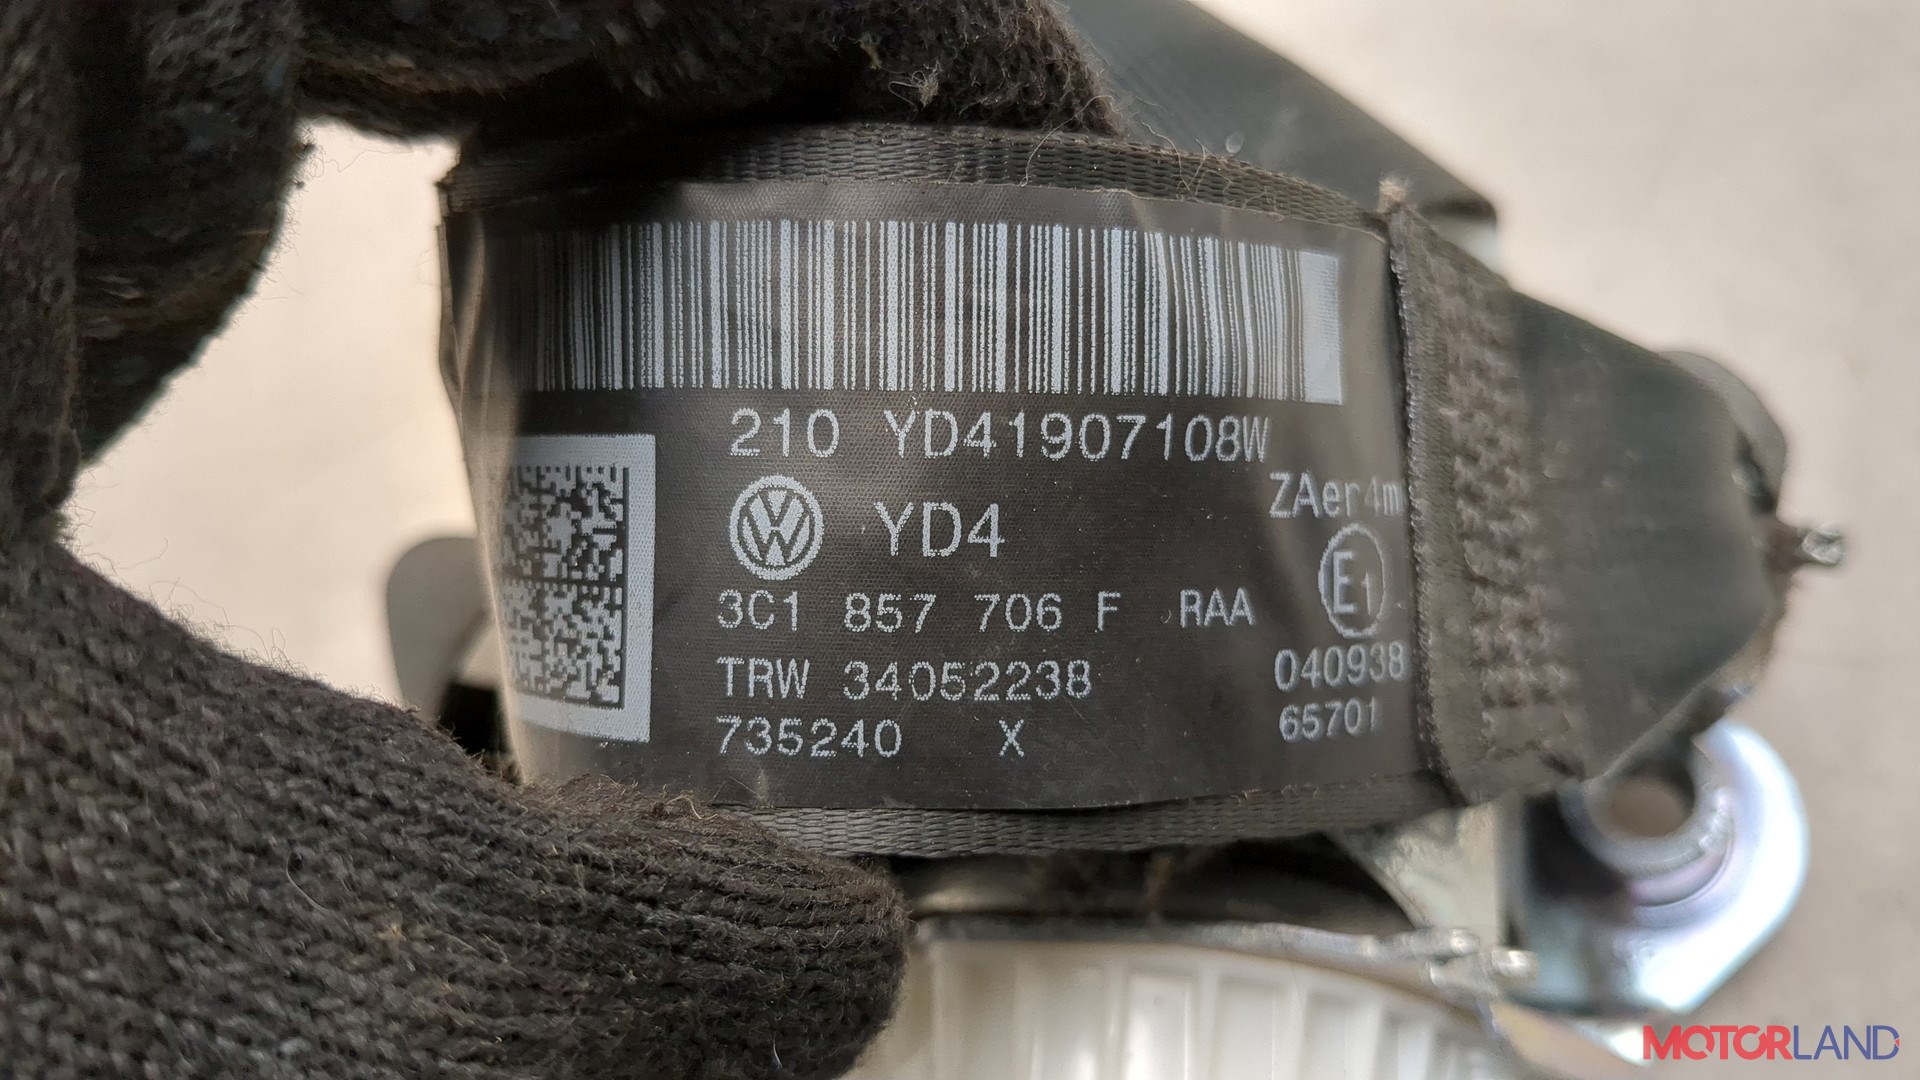 210 YD41907108W
YD4
ZAer4m
E1
3C1 857 706 F RAA
TRW 34052238
040938
735240 X
65701
MOTORLAND